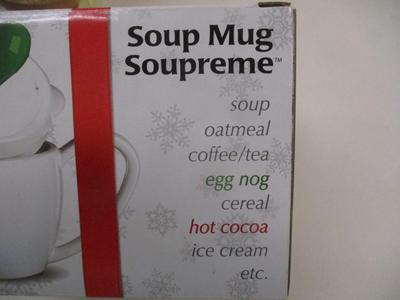 Soup Mug
Soupreme™
soup
oatmeal
coffee/tea
egg nog
cereal
hot cocoa
ice cream
etc.